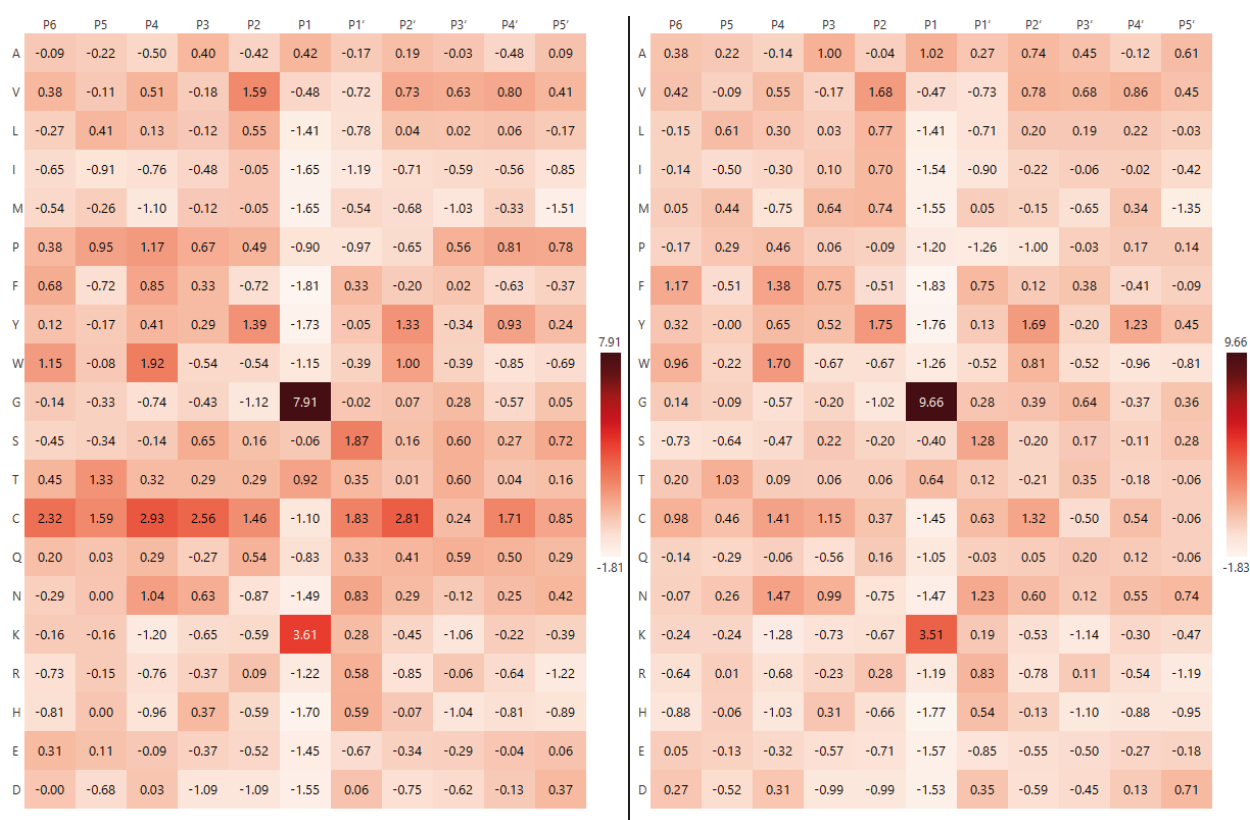 P6 P5 P4 P3 P2 P1 P1′ P2′ P3′ P4′ P5′
A -0.09 -0.22 -0.50 0.40 -0.42 0.42 -0.17 0.19 -0.03 -0.48 0.09
V 0.38 -0.11 0.51 -0.18 1.59 -0.48 -0.72 0.73 0.63 0.80 0.41
L -0.27 0.41 0.13 -0.12 0.55 -1.41 -0.78 0.04 0.02 0.06 -0.17
I -0.65 -0.91 -0.76 -0.48 -0.05 -1.65 -1.19 -0.71 -0.59 -0.56 -0.85
M -0.54 -0.26 -1.10 -0.12 -0.05 -1.65 -0.54 -0.68 -1.03 -0.33 -1.51
P 0.38 0.95 1.17 0.67 0.49 -0.90 -0.97 -0.65 0.56 0.81 0.78
F 0.68 -0.72 0.85 0.33 -0.72 -1.81 0.33 -0.20 0.02 -0.63 -0.37
Y 0.12 -0.17 0.41 0.29 1.39 -1.73 -0.05 1.33 -0.34 0.93 0.24
W 1.15 -0.08 1.92 -0.54 -0.54 -1.15 -0.39 1.00 -0.39 -0.85 -0.69
G -0.14 -0.33 -0.74 -0.43 -1.12 7.91 -0.02 0.07 0.28 -0.57 0.05
S -0.45 -0.34 -0.14 0.65 0.16 -0.06 1.87 0.16 0.60 0.27 0.72
T 0.45 1.33 0.32 0.29 0.29 0.92 0.35 0.01 0.60 0.04 0.16
C 2.32 1.59 2.93 2.56 1.46 -1.10 1.83 2.81 0.24 1.71 0.85
Q 0.20 0.03 0.29 -0.27 0.54 -0.83 0.33 0.41 0.59 0.50 0.29
N -0.29 0.00 1.04 0.63 -0.87 -1.49 0.83 0.29 -0.12 0.25 0.42
K -0.16 -0.16 -1.20 -0.65 -0.59 3.61 0.28 -0.45 -1.06 -0.22 -0.39
R -0.73 -0.15 -0.76 -0.37 0.09 -1.22 0.58 -0.85 -0.06 -0.64 -1.22
H -0.81 0.00 -0.96 0.37 -0.59 -1.70 0.59 -0.07 -1.04 -0.81 -0.89
E 0.31 0.11 -0.09 -0.37 -0.52 -1.45 -0.67 -0.34 -0.29 -0.04 0.06
D -0.00 -0.68 0.03 -1.09 -1.09 -1.55 0.06 -0.75 -0.62 -0.13 0.37
7.91
-1.81
P6 P5 P4 P3 P2 P1 P1′ P2′ P3′ P4′ P5′
A 0.38 0.22 -0.14 1.00 -0.04 1.02 0.27 0.74 0.45 -0.12 0.61
V 0.42 -0.09 0.55 -0.17 1.68 -0.47 -0.73 0.78 0.68 0.86 0.45
L -0.15 0.61 0.30 0.03 0.77 -1.41 -0.71 0.20 0.19 0.22 -0.03
I -0.14 -0.50 -0.30 0.10 0.70 -1.54 -0.90 -0.22 -0.06 -0.02 -0.42
M 0.05 0.44 -0.75 0.64 0.74 -1.55 0.05 -0.15 -0.65 0.34 -1.35
P -0.17 0.29 0.46 0.06 -0.09 -1.20 -1.26 -1.00 -0.03 0.17 0.14
F 1.17 -0.51 1.38 0.75 -0.51 -1.83 0.75 0.12 0.38 -0.41 -0.09
Y 0.32 -0.00 0.65 0.52 1.75 -1.76 0.13 1.69 -0.20 1.23 0.45
W 0.96 -0.22 1.70 -0.67 -0.67 -1.26 -0.52 0.81 -0.52 -0.96 -0.81
G 0.14 -0.09 -0.57 -0.20 -1.02 9.66 0.28 0.39 0.64 -0.37 0.36
S -0.73 -0.64 -0.47 0.22 -0.20 -0.40 1.28 -0.20 0.17 -0.11 0.28
T 0.20 1.03 0.09 0.06 0.06 0.64 0.12 -0.21 0.35 -0.18 -0.06
C 0.98 0.46 1.41 1.15 0.37 -1.45 0.63 1.32 -0.50 0.54 -0.06
Q -0.14 -0.29 -0.06 -0.56 0.16 -1.05 -0.03 0.05 0.20 0.12 -0.06
N -0.07 0.26 1.47 0.99 -0.75 -1.47 1.23 0.60 0.12 0.55 0.74
K -0.24 -0.24 -1.28 -0.73 -0.67 3.51 0.19 -0.53 -1.14 -0.30 -0.47
R -0.64 0.01 -0.68 -0.23 0.28 -1.19 0.83 -0.78 0.11 -0.54 -1.19
H -0.88 -0.06 -1.03 0.31 -0.66 -1.77 0.54 -0.13 -1.10 -0.88 -0.95
E 0.05 -0.13 -0.32 -0.57 -0.71 -1.57 -0.85 -0.55 -0.50 -0.27 -0.18
D 0.27 -0.52 0.31 -0.99 -0.99 -1.53 0.35 -0.59 -0.45 0.13 0.71
9.66
-1.83